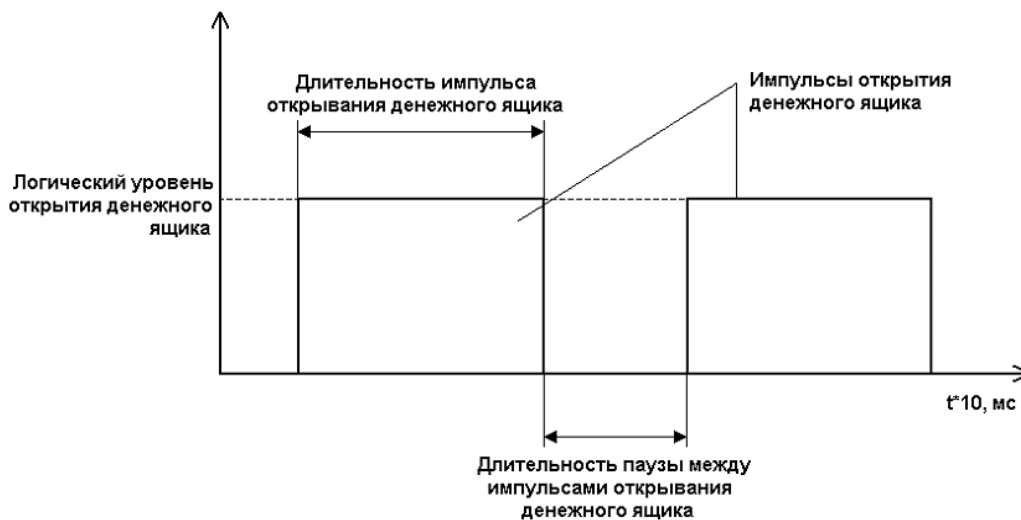 Длительность импульса
открывания денежного ящика
Импульсы открытия
денежного ящика
Логический уровень
открытия денежного
ящика
t*10, мс
Длительность паузы между
импульсами открывания
денежного ящика